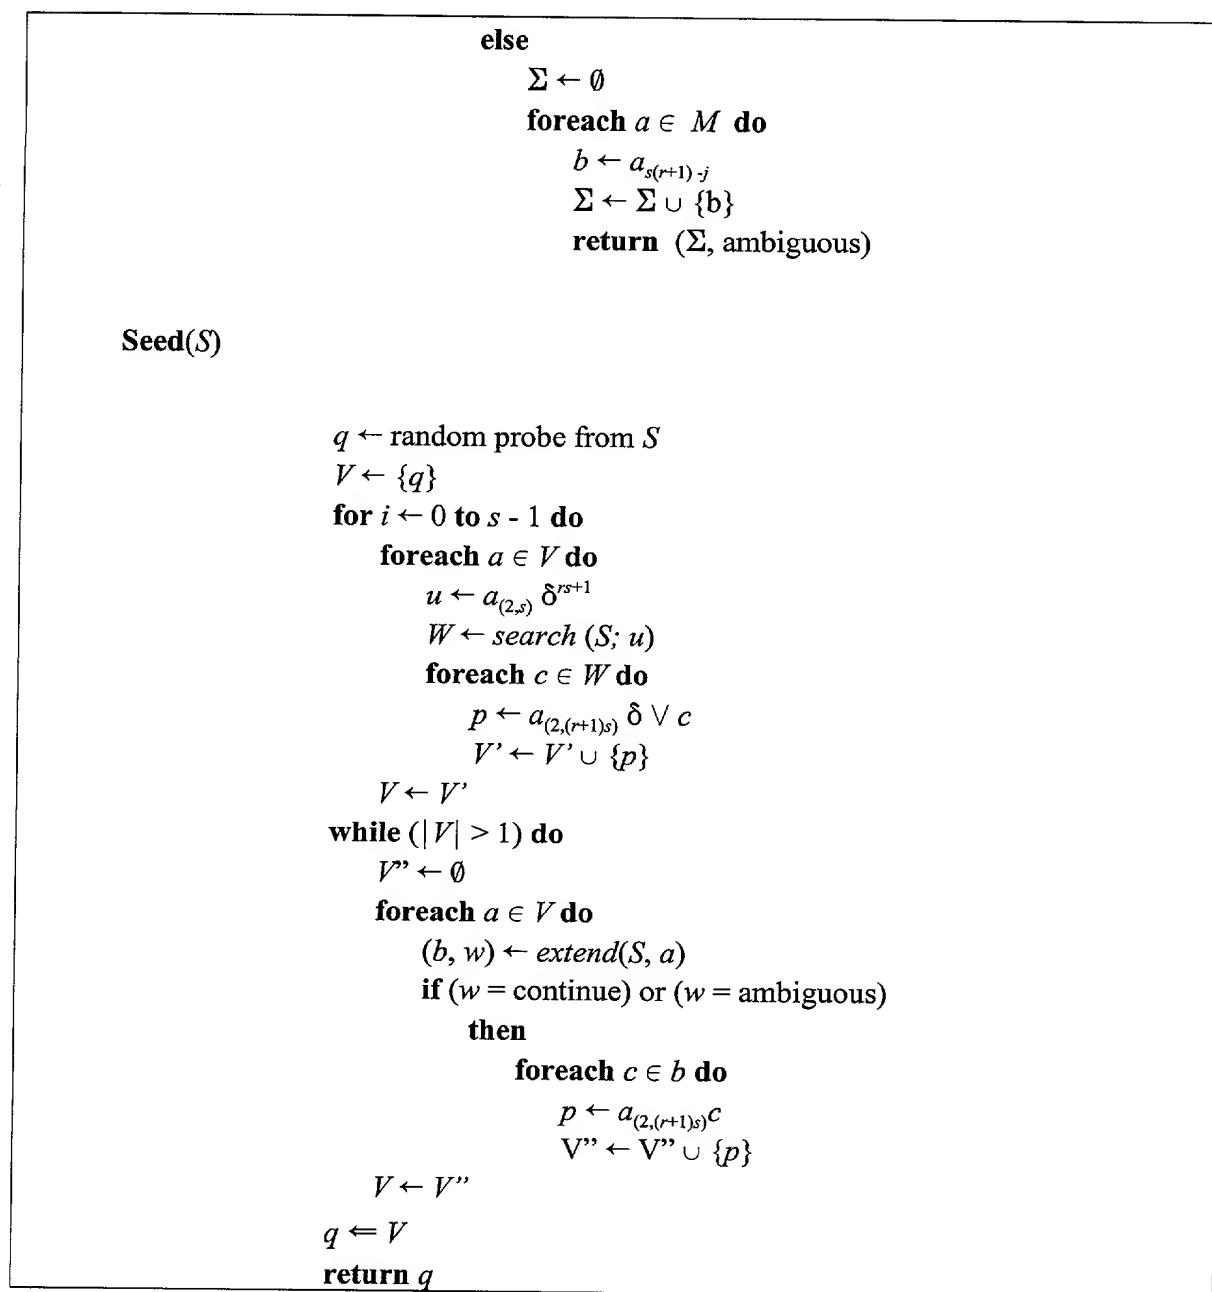 else
Σ ← ∅
foreach a ∈ M do
b ← a_{s(r+1)-j}
Σ ← Σ ∪ {b}
return (Σ, ambiguous)
Seed(S)
q ← random probe from S
V ← {q}
for i ← 0 to s - 1 do
foreach a ∈ V do
u ← a_{(2,s)} δ^{rs+1}
W ← search (S; u)
foreach c ∈ W do
p ← a_{(2,(r+1)s)} δ ∨ c
V’ ← V’ ∪ {p}
V ← V’
while (|V| > 1) do
V” ← ∅
foreach a ∈ V do
(b, w) ← extend(S, a)
if (w = continue) or (w = ambiguous)
then
foreach c ∈ b do
p ← a_{(2,(r+1)s)}c
V” ← V” ∪ {p}
V ← V”
q ⇐ V
return q